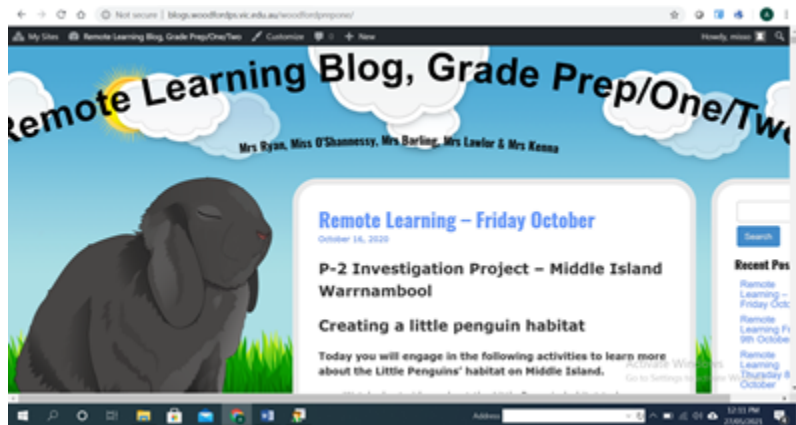 Not secure | blogs.woodfordps.vic.edu.au/woodfordprepone/
My Sites Remote Learning Blog, Grade Prep/One/Two Customize 0 + New Howdy, misso
Remote Learning Blog, Grade Prep/One/Two
Mrs Ryan, Miss O'Shannessy, Mrs Barling, Mrs Lawlor & Mrs Kenna
Remote Learning – Friday October
October 16, 2020
P-2 Investigation Project – Middle Island
Warrnambool
Creating a little penguin habitat
Today you will engage in the following activities to learn more
about the Little Penguins' habitat on Middle Island.
Search
Recent Pos
Remote
Learning –
Friday Octo
Remote
Learning Fr
9th Octobe
Remote
Learning
Thursday 8
October
Activate Windows
Go to Settings to activate
Address
12:11 PM
27/05/2021